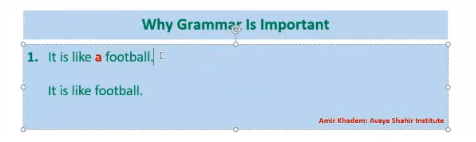 Why Grammar Is Important
1. It is like a football.
It is like football.
Amir Khadem: Avaye Shahir Institute